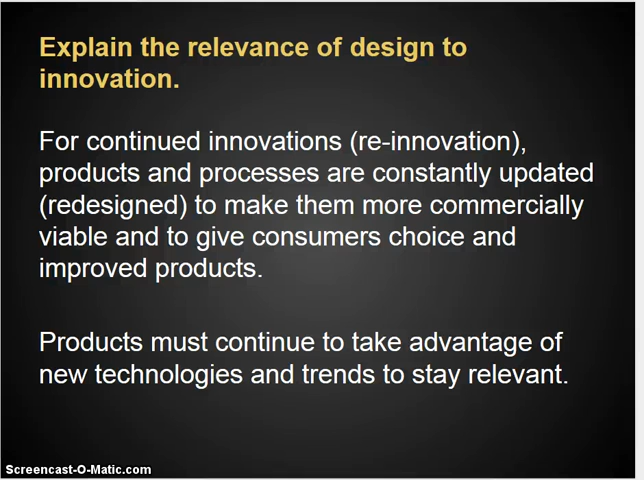 Explain the relevance of design to
innovation.
For continued innovations (re-innovation),
products and processes are constantly updated
(redesigned) to make them more commercially
viable and to give consumers choice and
improved products.
Products must continue to take advantage of
new technologies and trends to stay relevant.
Screencast-O-Matic.com